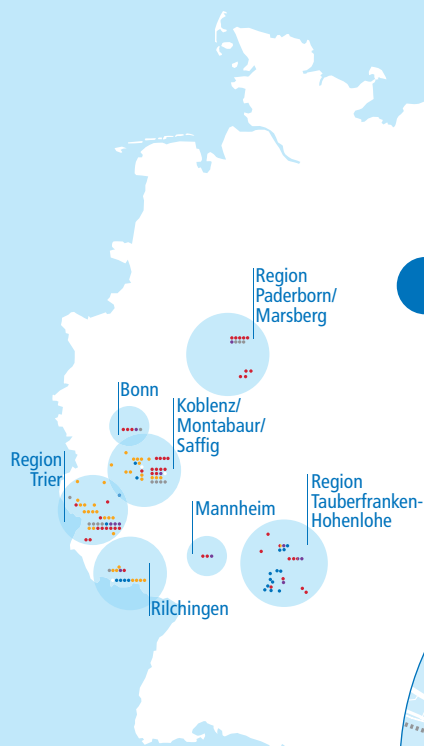 Region
Paderborn/
Marsberg
Bonn
Koblenz/
Montabaur/
Saffig
Region
Trier
Mannheim
Region
Tauberfranken-
Hohenlohe
Rilchingen